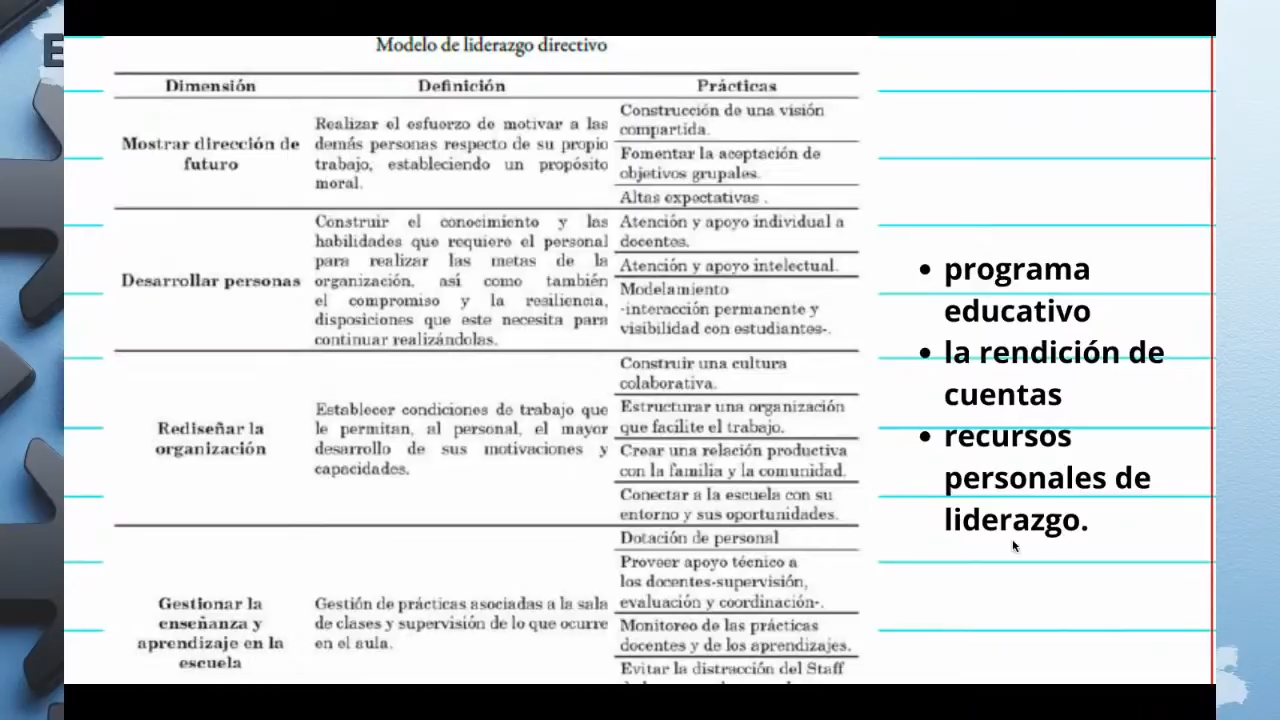 E
Modelo de liderazgo directivo
Dimensión
Definición
Prácticas
Mostrar dirección de
futuro
Realizar el esfuerzo de motivar a las
demás personas respecto de su propio
trabajo, estableciendo un propósito
moral.
Construcción de una visión
compartida.
Fomentar la aceptación de
objetivos grupales.
Altas expectativas .
Desarrollar personas
Construir el conocimiento y las
habilidades que requiere el personal
para realizar las metas de la
organización, así como también
el compromiso y la resiliencia,
disposiciones que este necesita para
continuar realizándolas.
Atención y apoyo individual a
docentes.
Atención y apoyo intelectual.
Modelamiento
-interacción permanente y
visibilidad con estudiantes-.
Rediseñar la
organización
Establecer condiciones de trabajo que
le permitan, al personal, el mayor
desarrollo de sus motivaciones y
capacidades.
Construir una cultura
colaborativa.
Estructurar una organización
que facilite el trabajo.
Crear una relación productiva
con la familia y la comunidad.
Conectar a la escuela con su
entorno y sus oportunidades.
Gestionar la
enseñanza y
aprendizaje en la
escuela
Gestión de prácticas asociadas a la sala
de clases y supervisión de lo que ocurre
en el aula.
Dotación de personal
Proveer apoyo técnico a
los docentes-supervisión,
evaluación y coordinación-.
Monitoreo de las prácticas
docentes y de los aprendizajes.
Evitar la distracción del Staff
• programa
educativo
• la rendición de
cuentas
• recursos
personales de
liderazgo.